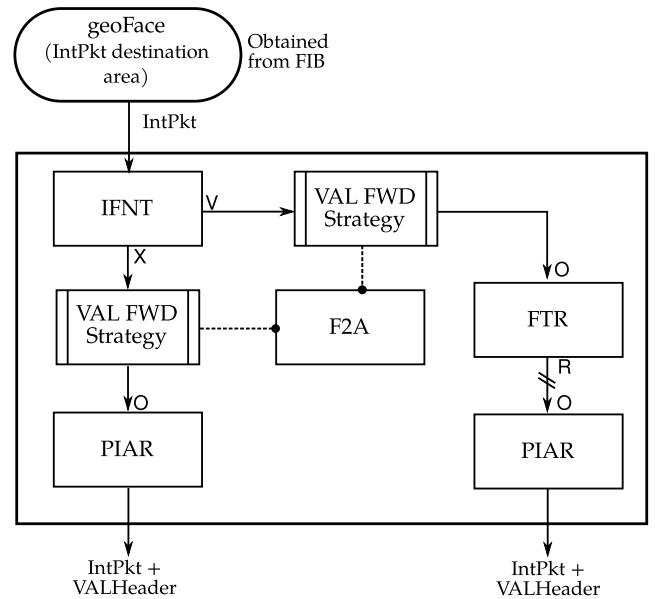 geoFace
(IntPkt destination
area)
Obtained
from FIB
IntPkt
IFNT
V
VAL FWD
Strategy
X
O
VAL FWD
Strategy
F2A
FTR
R
O
O
PIAR
PIAR
IntPkt +
VALHeader
IntPkt +
VALHeader